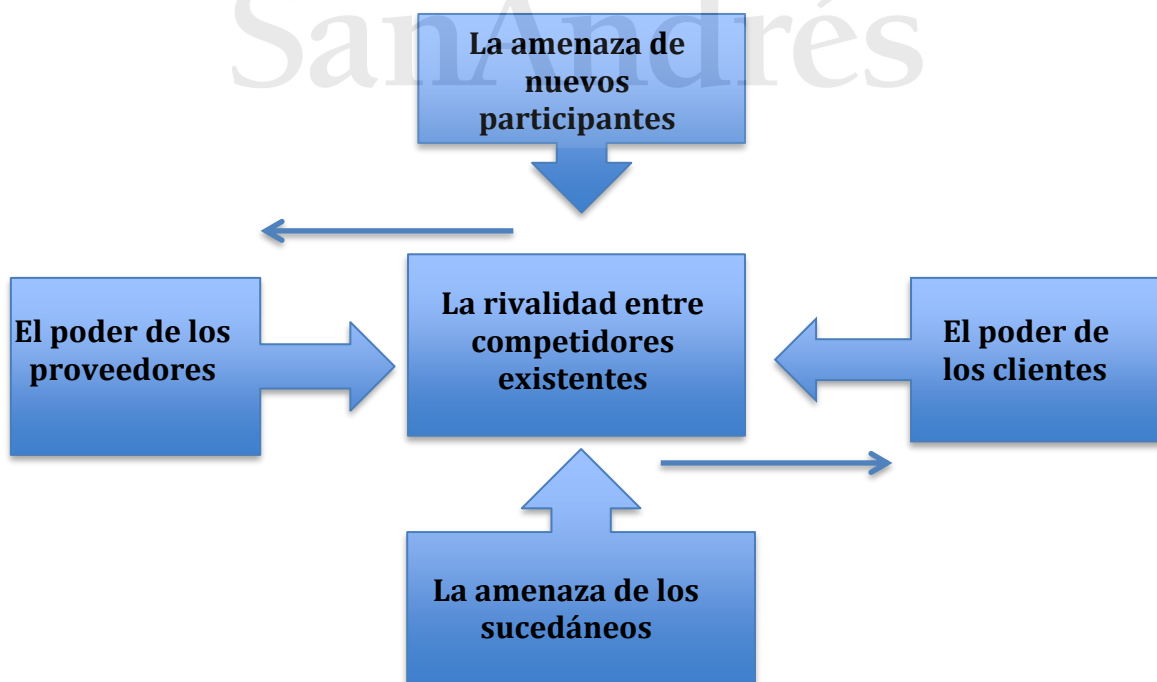 SanAndrés
La amenaza de
nuevos
participantes
El poder de los
proveedores
La rivalidad entre
competidores
existentes
El poder de
los clientes
La amenaza de los
sucedáneos